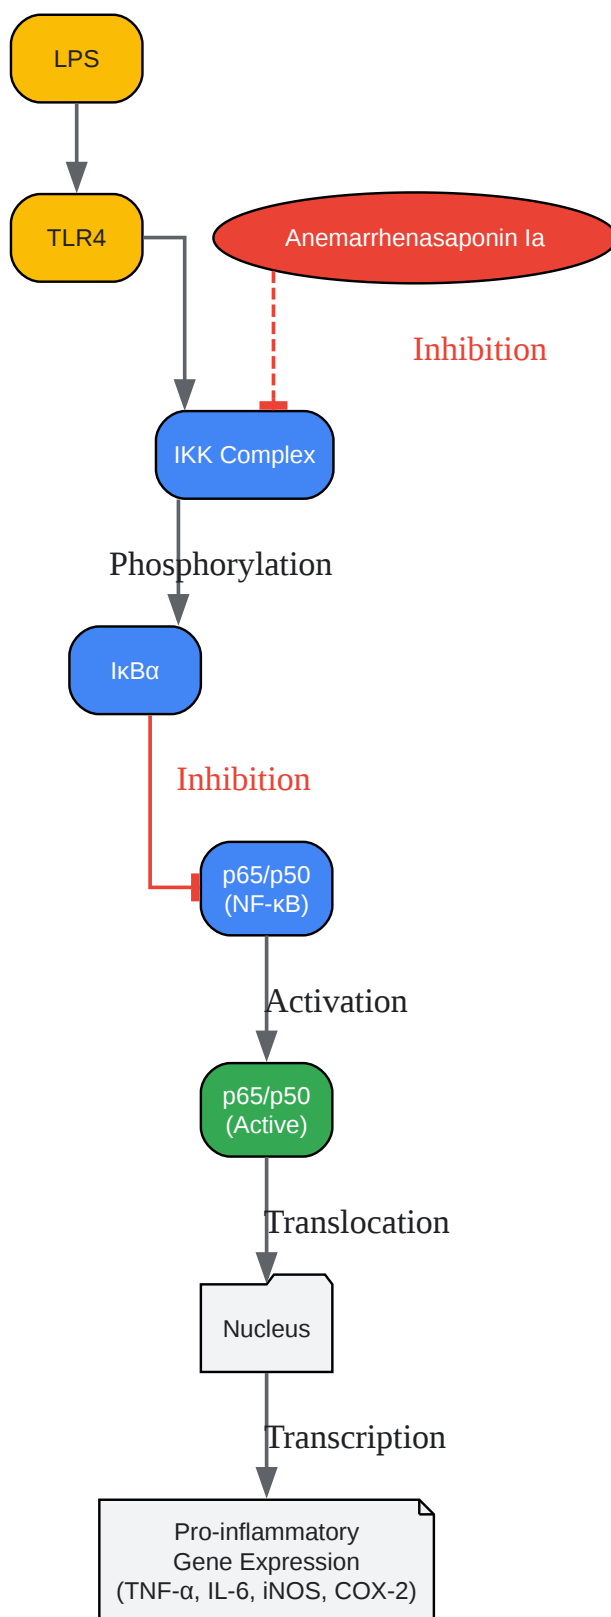 LPS
TLR4
Anemarrhenasaponin Ia
Inhibition
IKK Complex
Phosphorylation
IκBα
Inhibition
p65/p50
(NF-κB)
Activation
p65/p50
(Active)
Translocation
Nucleus
Transcription
Pro-inflammatory
Gene Expression
(TNF-α, IL-6, iNOS, COX-2)